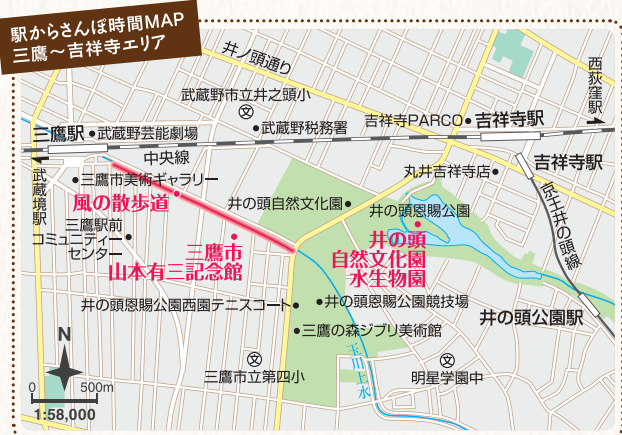 駅からさんぽ時間MAP
三鷹～吉祥寺エリア
井ノ頭通り
西荻窪駅
武蔵野市立井之頭小
文
武蔵野税務署
吉祥寺PARCO
吉祥寺駅
三鷹駅
武蔵野芸能劇場
中央線
吉祥寺駅
丸井吉祥寺店
武蔵境駅
三鷹市美術ギャラリー
風の散歩道
井の頭自然文化園
井の頭恩賜公園
京王井の頭線
三鷹駅前
コミュニティー
センター
三鷹市
山本有三記念館
井の頭
自然文化園
水生物園
井の頭恩賜公園西園テニスコート
井の頭恩賜公園競技場
井の頭公園駅
三鷹の森ジブリ美術館
玉川上水
N
文
三鷹市立第四小
文
明星学園中
0 500m
1:58,000